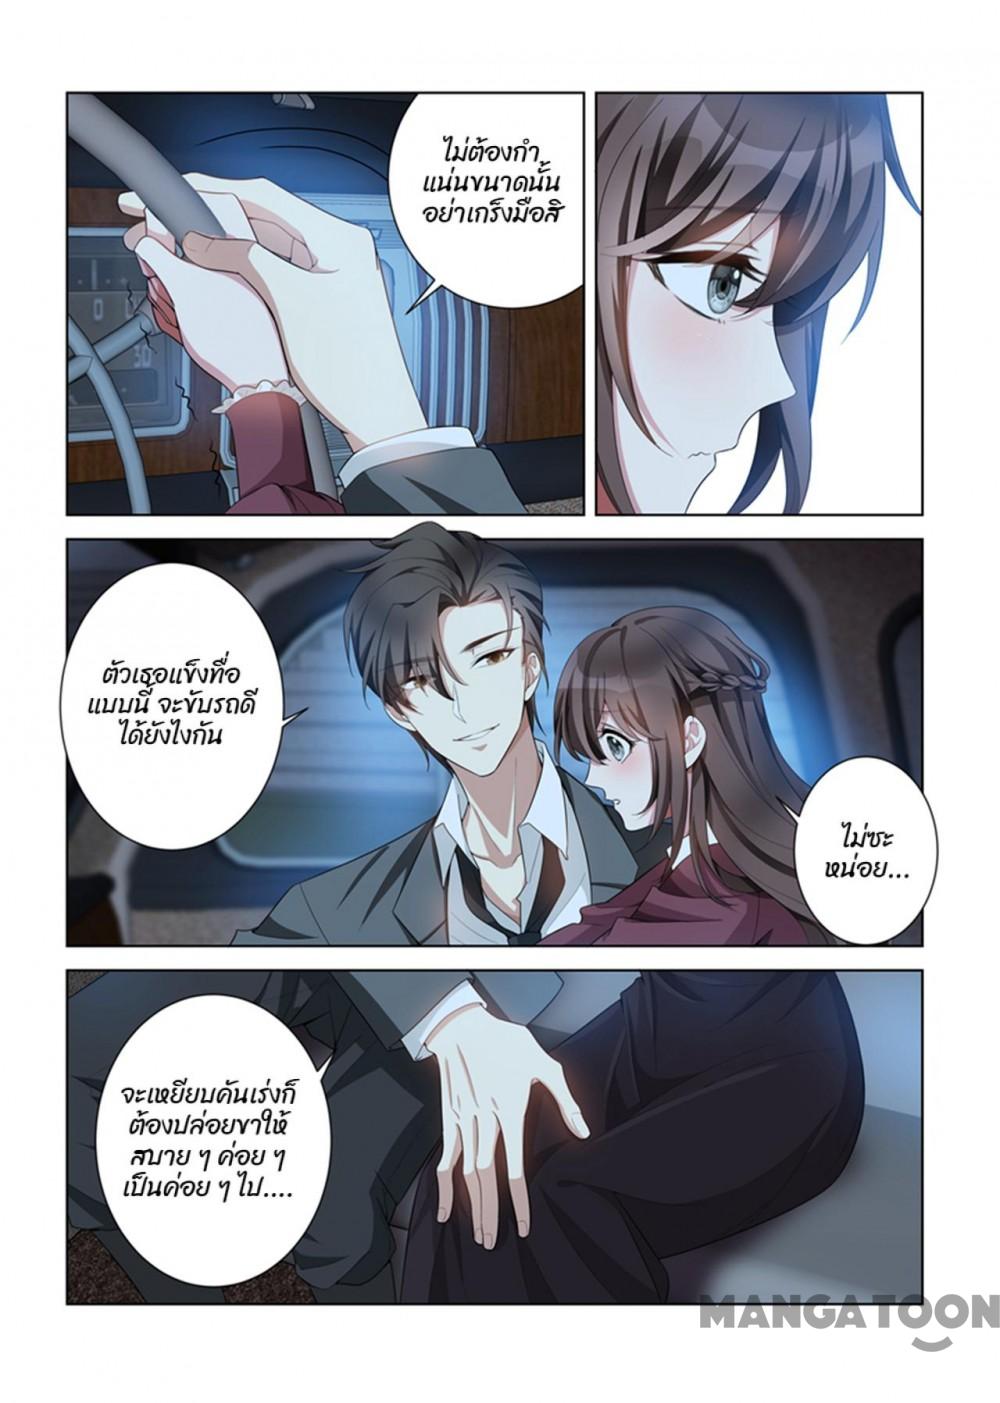 ไม่ต้องกำ
แน่นขนาดนั้น
อย่าเกร็งมือสิ
0
30
ตัวเธอแข็งทื่อ
แบบนี้ จะขับรถดี
ได้ยังไงกัน
ไม่ซะ
หน่อย...
จะเหยียบคันเร่งก็
ต้องปล่อยขาให้
สบาย ๆ ค่อย ๆ
เป็นค่อย ๆ ไป....
MANGATOON